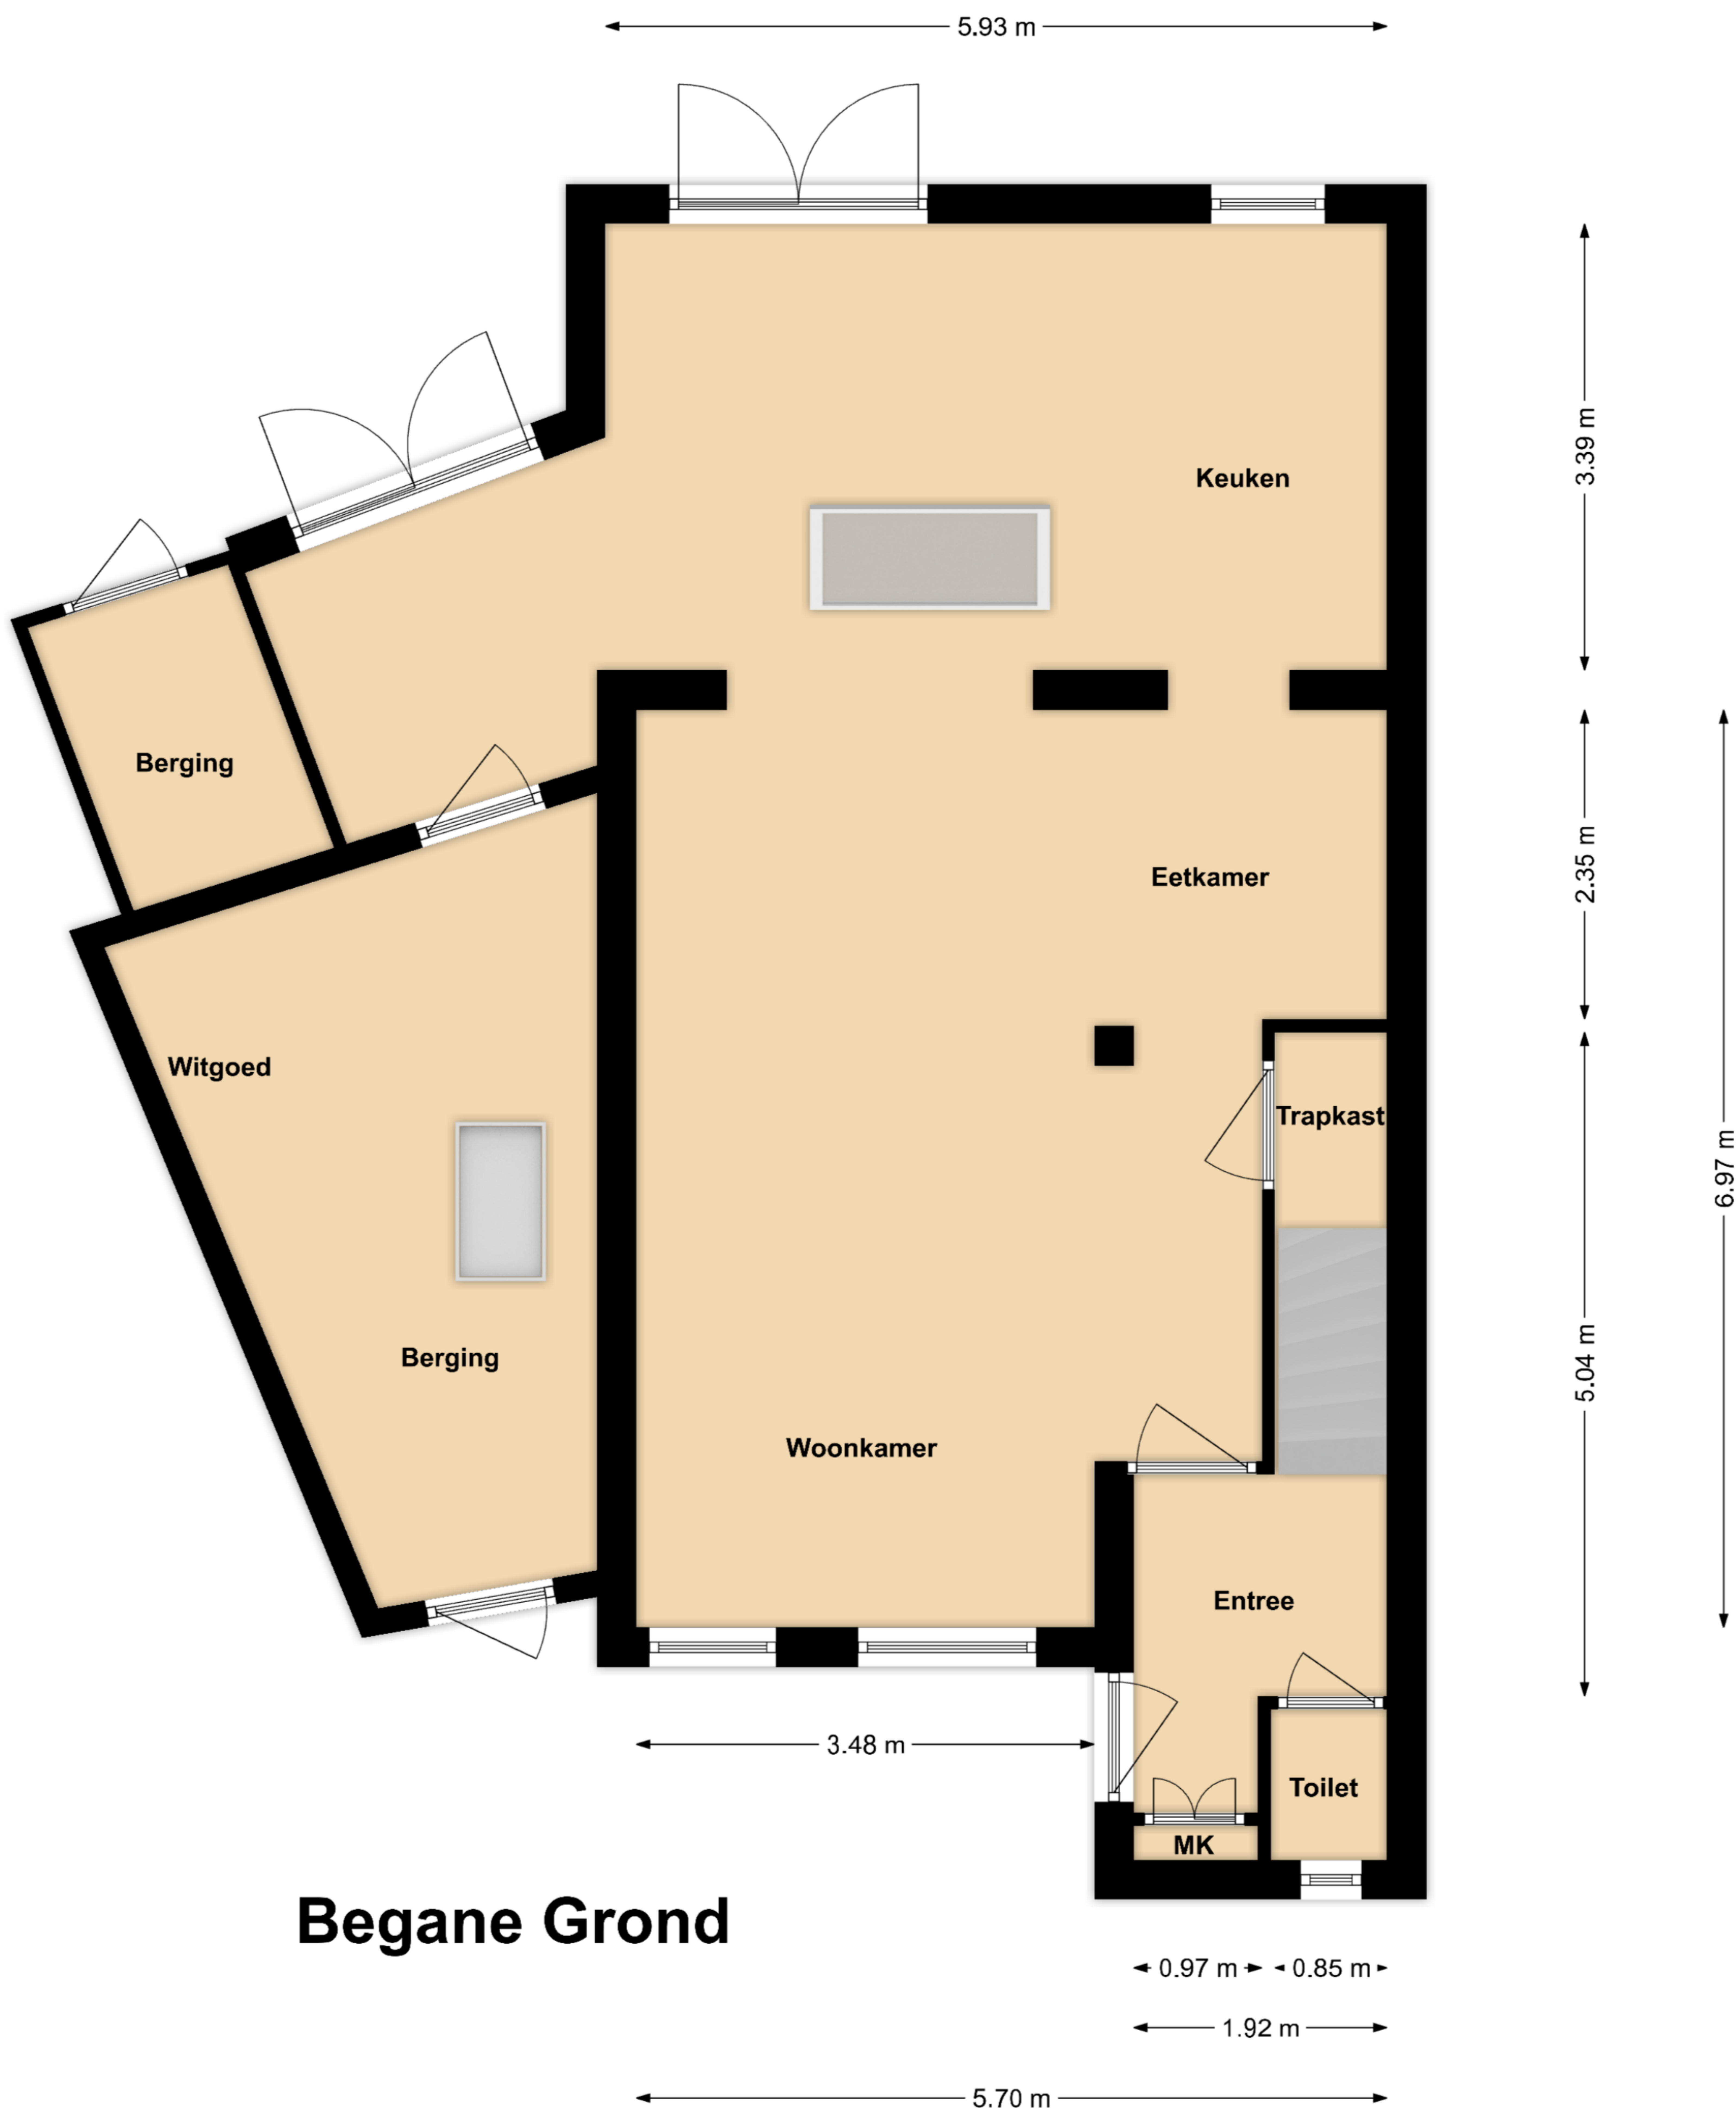 5.93 m
Keuken
3.39 m
Berging
Eetkamer
2.35 m
Witgoed
Trapkast
6.97 m
Berging
5.04 m
Woonkamer
Entree
3.48 m
Toilet
MK
Begane Grond
0.97 m
0.85 m
1.92 m
5.70 m